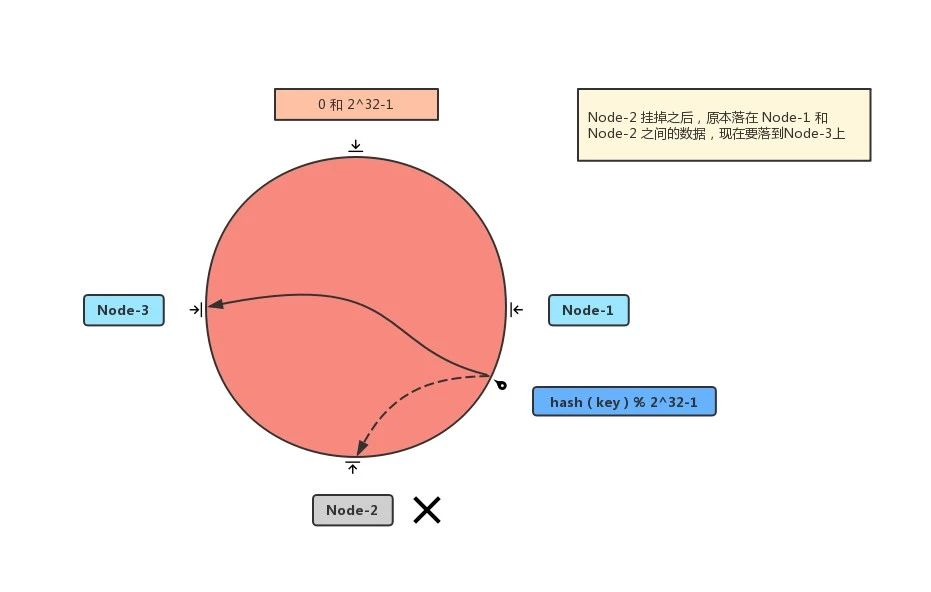 0 和 2^32-1
Node-2 挂掉之后，原本落在 Node-1 和
Node-2 之间的数据，现在要落到Node-3上
Node-3
Node-1
hash ( key ) % 2^32-1
Node-2